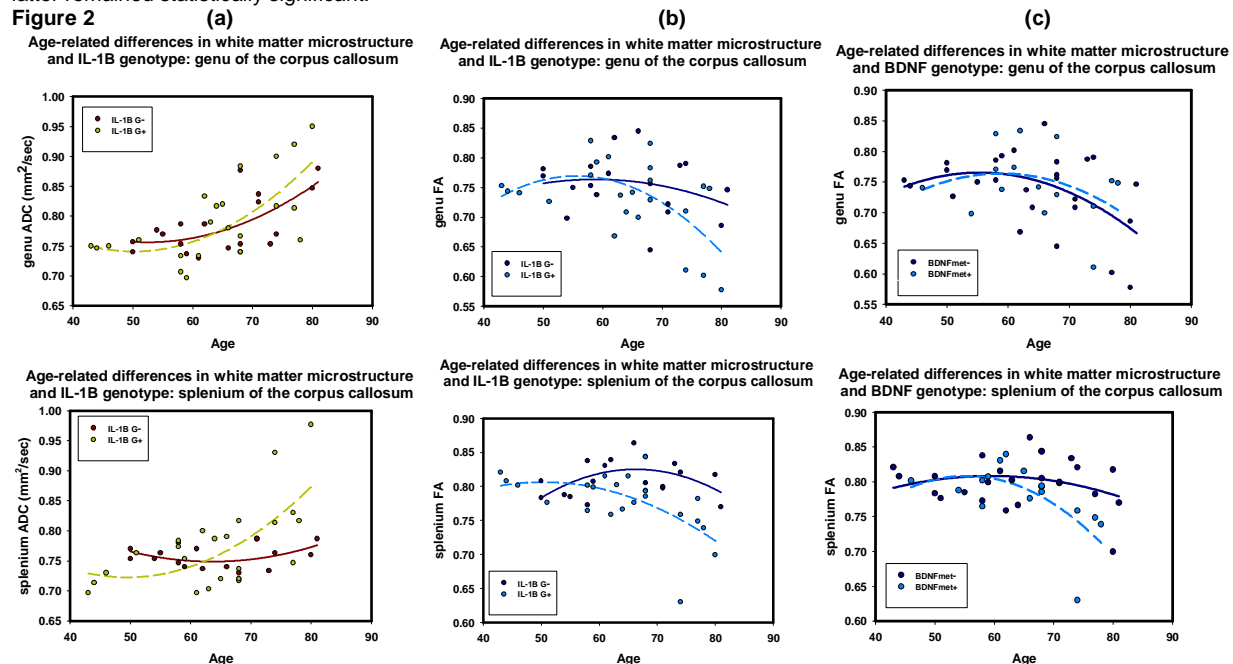 latter remained statistically significant.
Figure 2 (a) (b) (c)
Age-related differences in white matter microstructure
and IL-1B genotype: genu of the corpus callosum
1.00
0.95
0.90
0.85
0.80
0.75
0.70
0.65
genu ADC (mm²/sec)
IL-1B G-
IL-1B G+
40 50 60 70 80 90
Age
Age-related differences in white matter microstructure
and IL-1B genotype: genu of the corpus callosum
0.90
0.85
0.80
0.75
0.70
0.65
0.60
0.55
genu FA
IL-1B G-
IL-1B G+
40 50 60 70 80 90
Age
Age-related differences in white matter microstructure
and BDNF genotype: genu of the corpus callosum
0.90
0.85
0.80
0.75
0.70
0.65
0.60
0.55
genu FA
BDNFmet-
BDNFmet+
40 50 60 70 80 90
Age
Age-related differences in white matter microstructure
and IL-1B genotype: splenium of the corpus callosum
1.00
0.95
0.90
0.85
0.80
0.75
0.70
0.65
splenium ADC (mm²/sec)
IL-1B G-
IL-1B G+
40 50 60 70 80 90
Age
Age-related differences in white matter microstructure
and IL-1B genotype: splenium of the corpus callosum
0.90
0.85
0.80
0.75
0.70
0.65
0.60
splenium FA
IL-1B G-
IL-1B G+
40 50 60 70 80 90
Age
Age-related differences in white matter microstructure
and BDNF genotype: splenium of the corpus callosum
0.90
0.85
0.80
0.75
0.70
0.65
0.60
splenium FA
BDNFmet-
BDNFmet+
40 50 60 70 80 90
Age